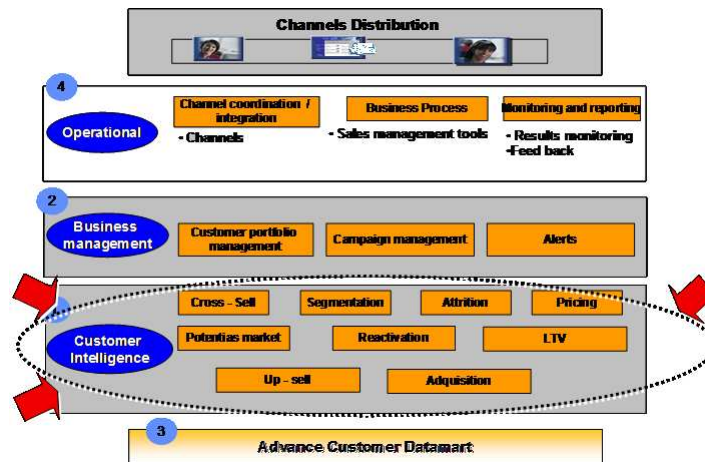 Channels Distribution
4
Operational
Channel coordination /
integration
• Channels
Business Process
• Sales management tools
Monitoring and reporting
• Results monitoring
•Feed back
2
Business
management
Customer portfolio
management
Campaign management
Alerts
Customer
Intelligence
Cross - Sell
Segmentation
Attrition
Pricing
Potentias market
Reactivation
LTV
Up - sell
Adquisition
3
Advance Customer Datamart